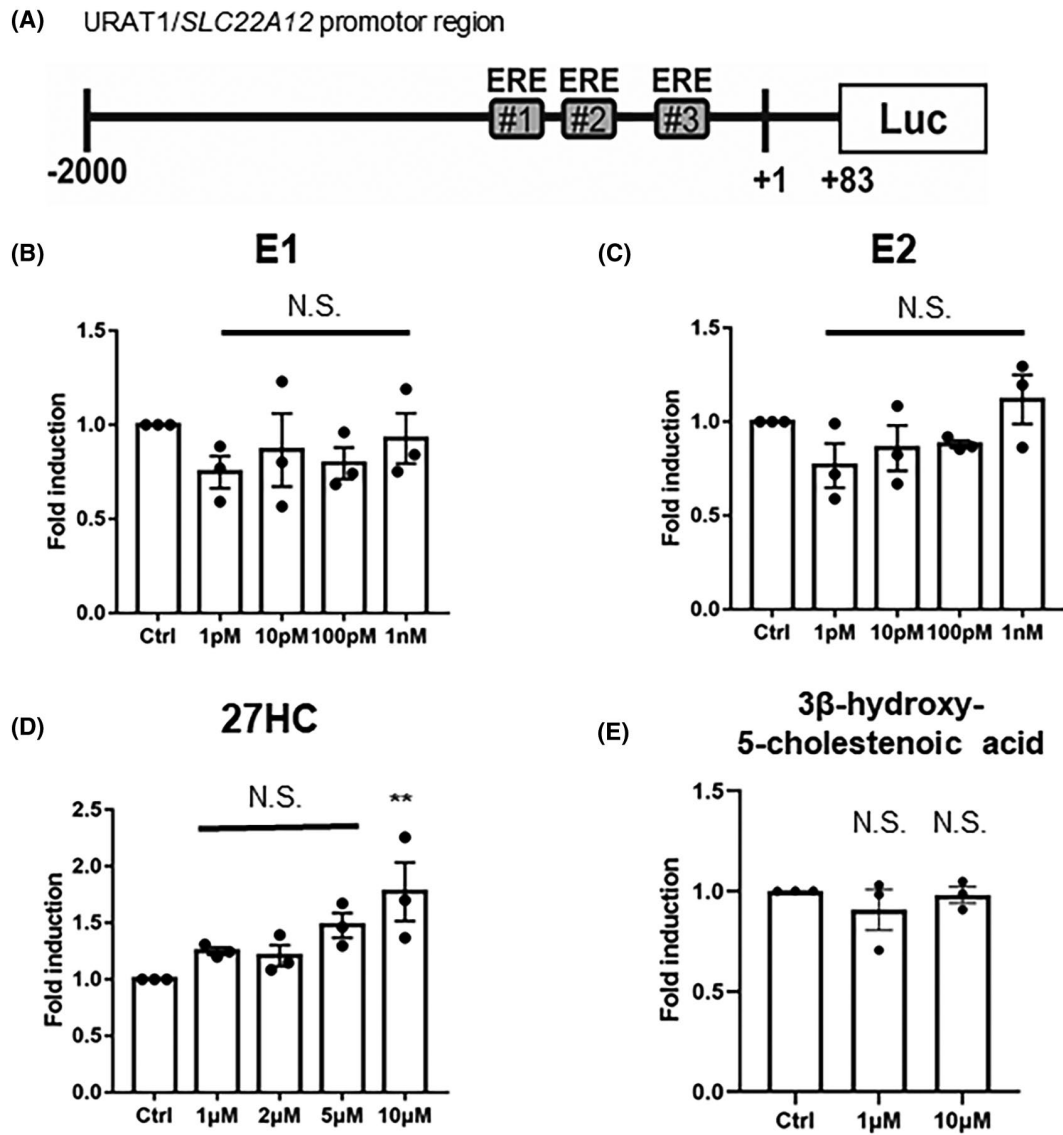 (A) URAT1/SLC22A12 promotor region
ERE ERE ERE
#1 #2 #3 Luc
-2000 +1 +83
(B) E1
N.S.
Fold induction
1.5
1.0
0.5
0.0
Ctrl 1pM 10pM 100pM 1nM
(C) E2
N.S.
Fold induction
1.5
1.0
0.5
0.0
Ctrl 1pM 10pM 100pM 1nM
(D) 27HC
N.S. **
Fold induction
2.5
2.0
1.5
1.0
0.5
0.0
Ctrl 1µM 2µM 5µM 10µM
(E) 3β-hydroxy-
5-cholestenoic acid
N.S. N.S.
Fold induction
1.5
1.0
0.5
0.0
Ctrl 1µM 10µM